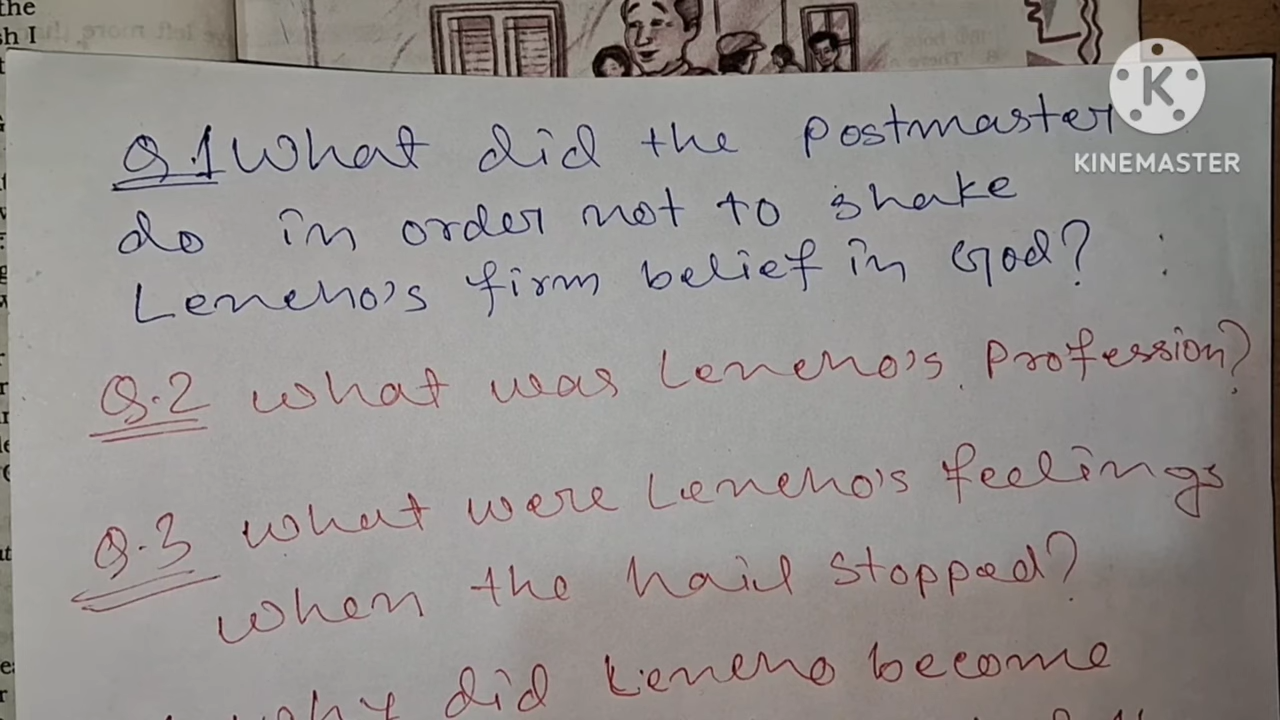 the
sh I
KINEMASTER
Q.1 What did the postmaster
do in order not to shake
Lencho's firm belief in God?
Q.2 What was Lencho's profession?
Q.3 What were Lencho's feelings
when the hail stopped?
why did Lencho become